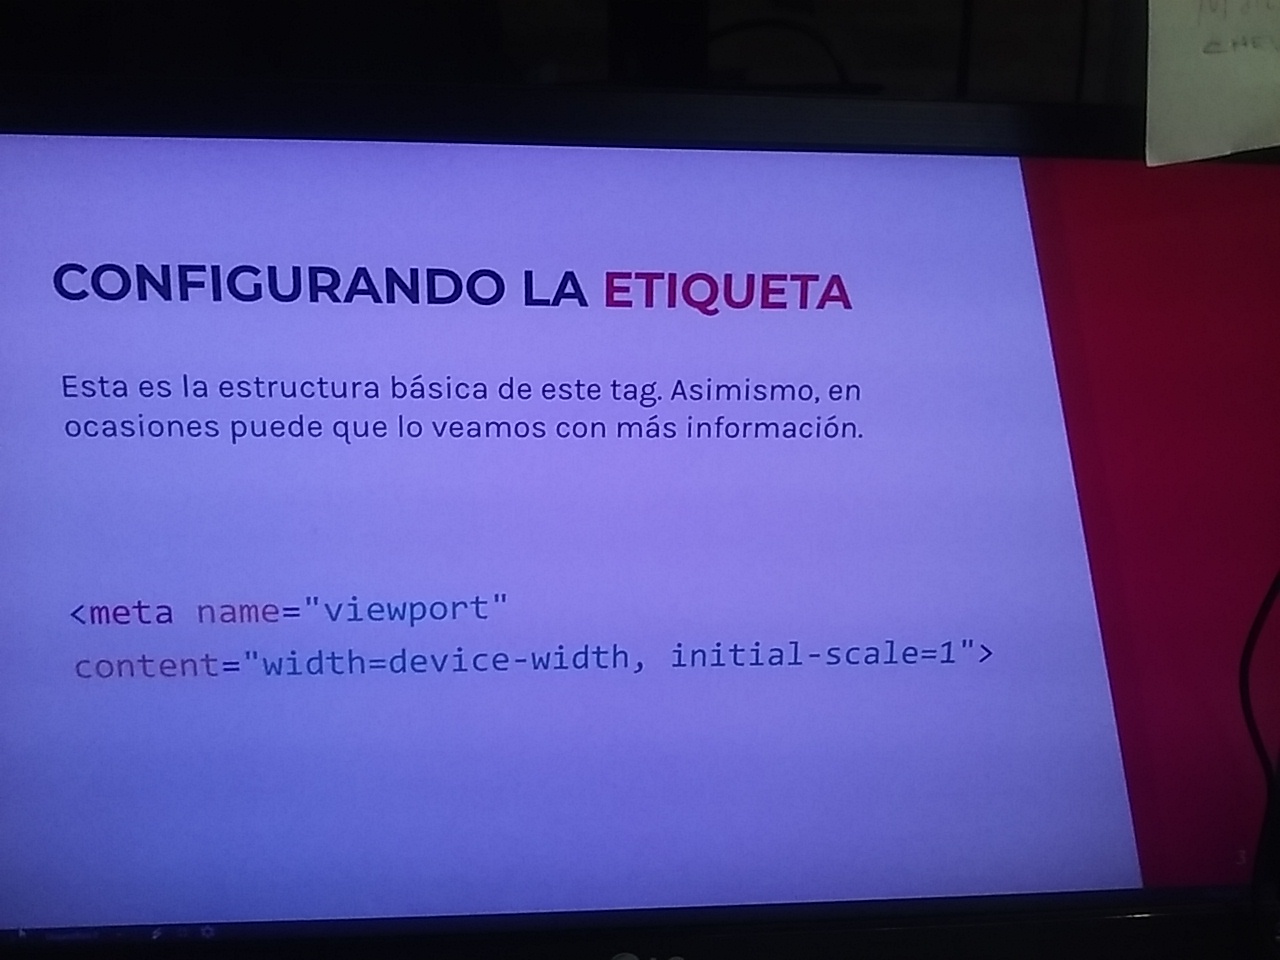 CONFIGURANDO LA ETIQUETA
Esta es la estructura básica de este tag. Asimismo, en
ocasiones puede que lo veamos con más información.
<meta name="viewport"
content="width=device-width, initial-scale=1">
3